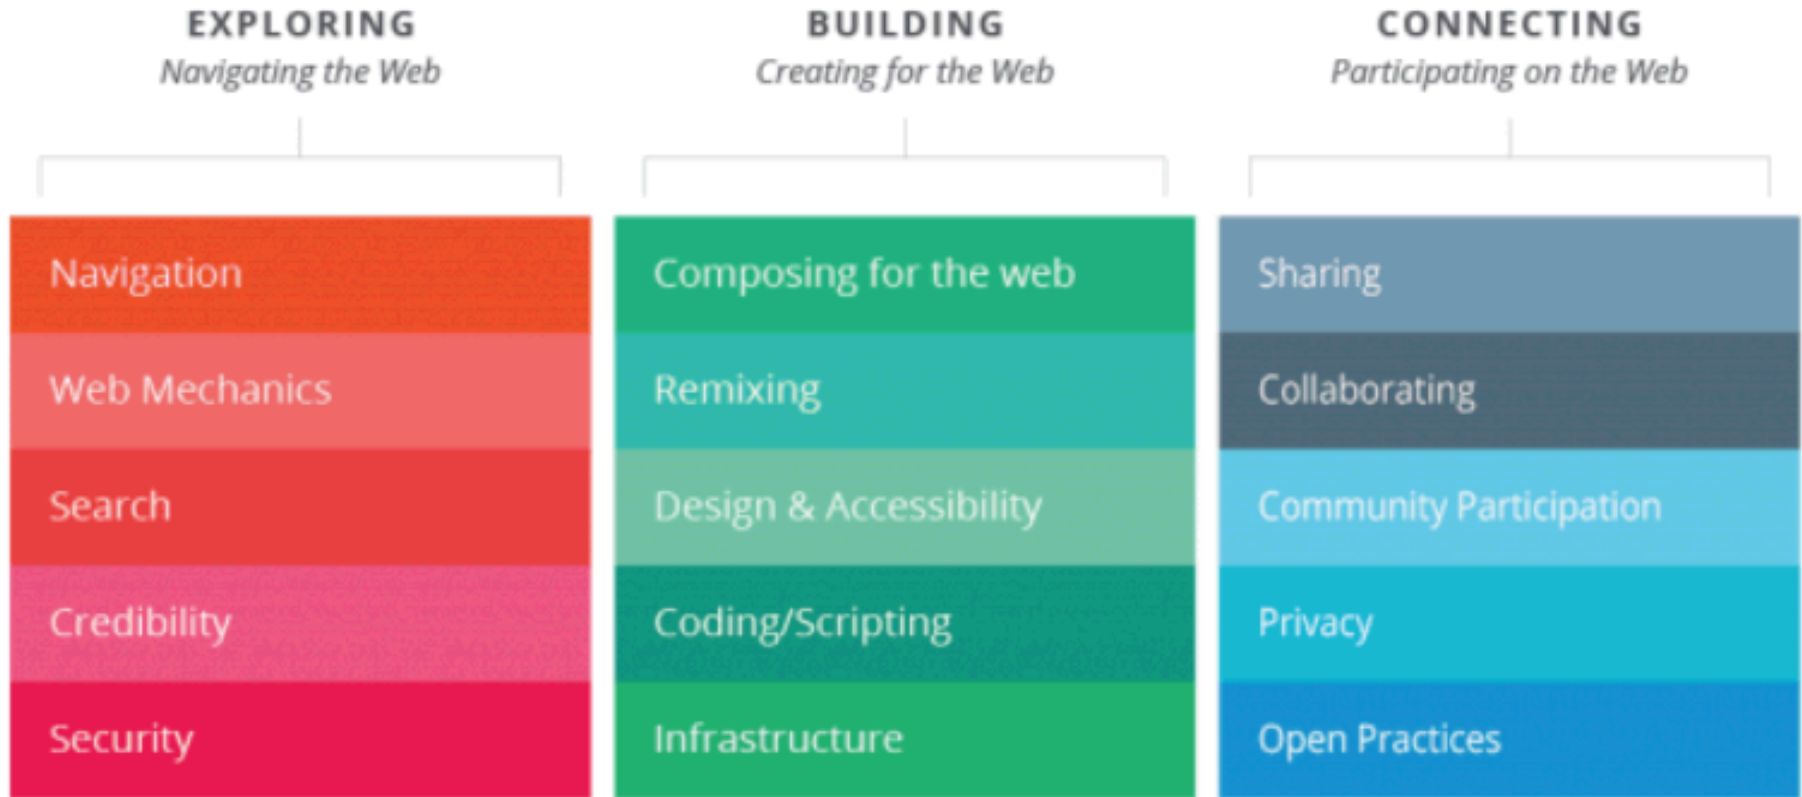 EXPLORING
Navigating the Web
Navigation
Web Mechanics
Search
Credibility
Security
BUILDING
Creating for the Web
Composing for the web
Remixing
Design & Accessibility
Coding/Scripting
Infrastructure
CONNECTING
Participating on the Web
Sharing
Collaborating
Community Participation
Privacy
Open Practices